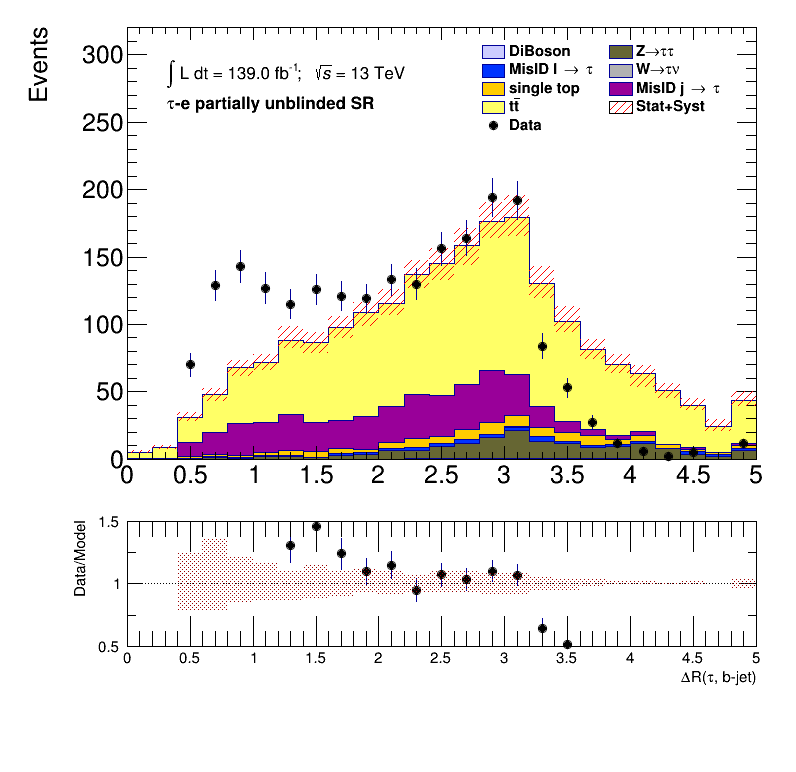 Events
300
250
200
150
100
50
0
∫ L dt = 139.0 fb⁻¹; √s = 13 TeV
τ-e partially unblinded SR
DiBoson
Z→ττ
MisID l → τ
W→τν
single top
MisID j → τ
tt̄
Stat+Syst
Data
0 0.5 1 1.5 2 2.5 3 3.5 4 4.5 5
Data/Model
1.5
1
0.5
0 0.5 1 1.5 2 2.5 3 3.5 4 4.5 5
ΔR(τ, b-jet)